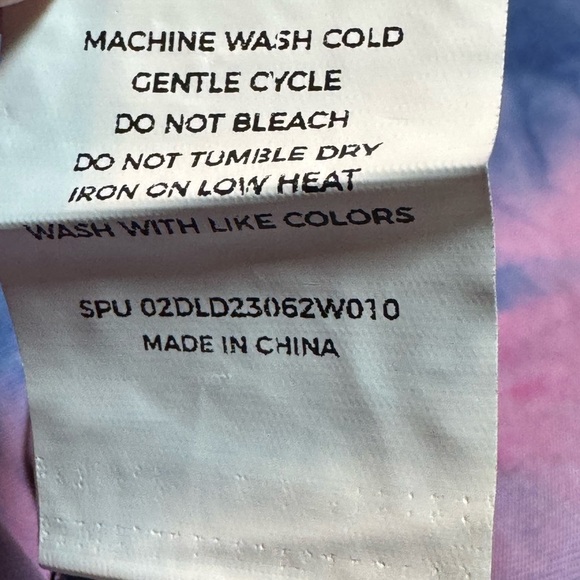 MACHINE WASH COLD
GENTLE CYCLE
DO NOT BLEACH
DO NOT TUMBLE DRY
IRON ON LOW HEAT
WASH WITH LIKE COLORS
SPU 02DLD23062W010
MADE IN CHINA